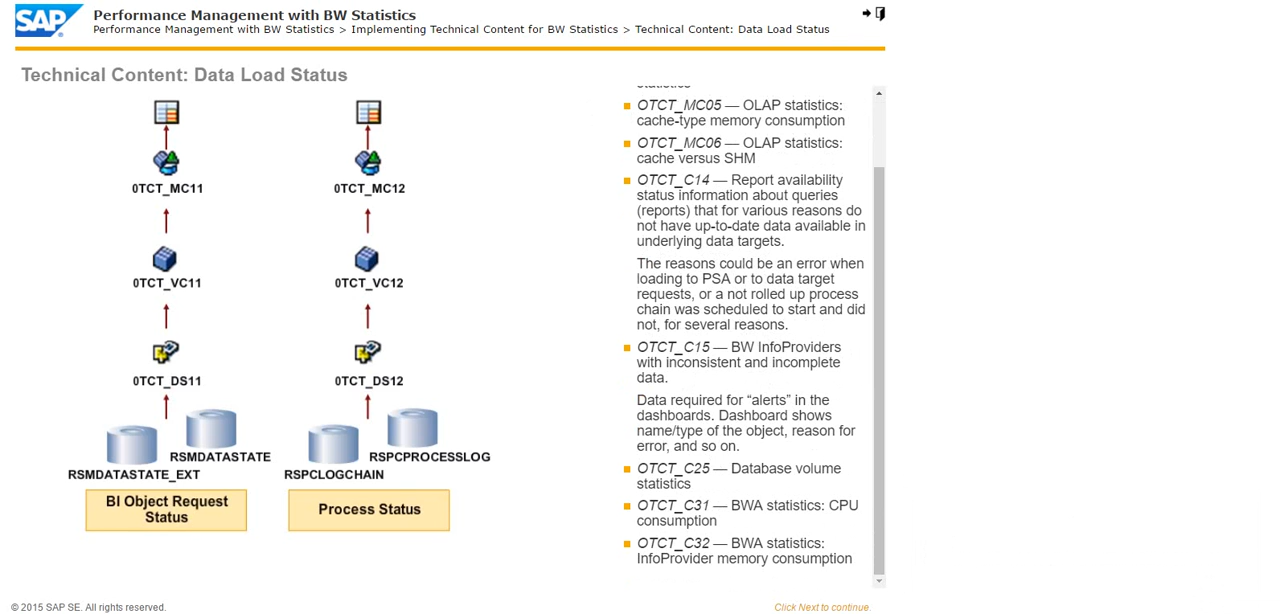 SAP
Performance Management with BW Statistics
Performance Management with BW Statistics > Implementing Technical Content for BW Statistics > Technical Content: Data Load Status
Technical Content: Data Load Status
0TCT_MC11
0TCT_MC12
0TCT_VC11
0TCT_VC12
0TCT_DS11
0TCT_DS12
RSMDATASTATE
RSMDATASTATE_EXT
RSPCPROCESSLOG
RSPCLOGCHAIN
BI Object Request
Status
Process Status
statistics
OTCT_MC05 — OLAP statistics:
cache-type memory consumption
OTCT_MC06 — OLAP statistics:
cache versus SHM
OTCT_C14 — Report availability
status information about queries
(reports) that for various reasons do
not have up-to-date data available in
underlying data targets.
The reasons could be an error when
loading to PSA or to data target
requests, or a not rolled up process
chain was scheduled to start and did
not, for several reasons.
OTCT_C15 — BW InfoProviders
with inconsistent and incomplete
data.
Data required for “alerts” in the
dashboards. Dashboard shows
name/type of the object, reason for
error, and so on.
OTCT_C25 — Database volume
statistics
OTCT_C31 — BWA statistics: CPU
consumption
OTCT_C32 — BWA statistics:
InfoProvider memory consumption
© 2015 SAP SE. All rights reserved.
Click Next to continue.